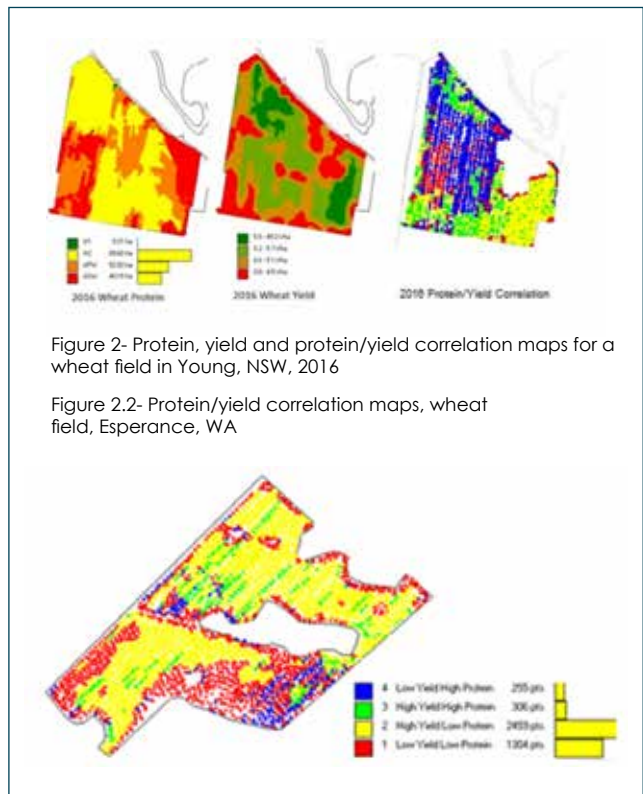 2016 Wheat Protein
2016 Wheat Yield
Protein/Yield Correlation
Figure 2- Protein, yield and protein/yield correlation maps for a
wheat field in Young, NSW, 2016
Figure 2.2- Protein/yield correlation maps, wheat
field, Esperance, WA
4 Low Yield High Protein 255 pts
3 High Yield High Protein 306 pts
2 High Yield Low Protein pts
1 Low Yield Low Protein 1304 pts